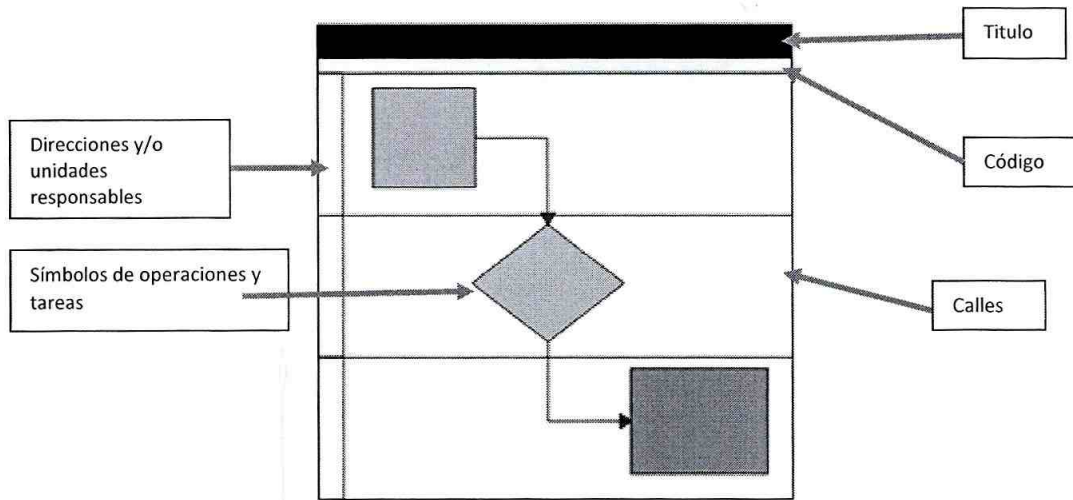 Titulo
Direcciones y/o
unidades
responsables
Código
Símbolos de operaciones y
tareas
Calles